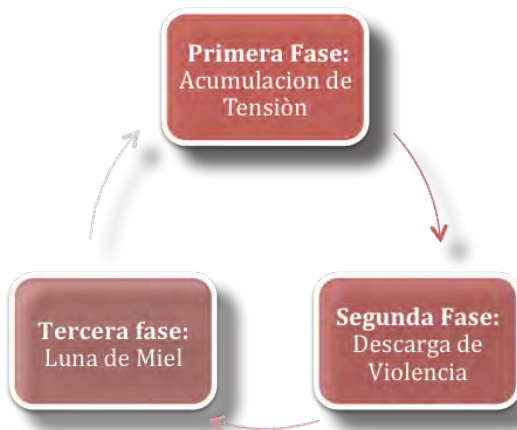 Primera Fase:
Acumulacion de
Tensiòn
Segunda Fase:
Descarga de
Violencia
Tercera fase:
Luna de Miel